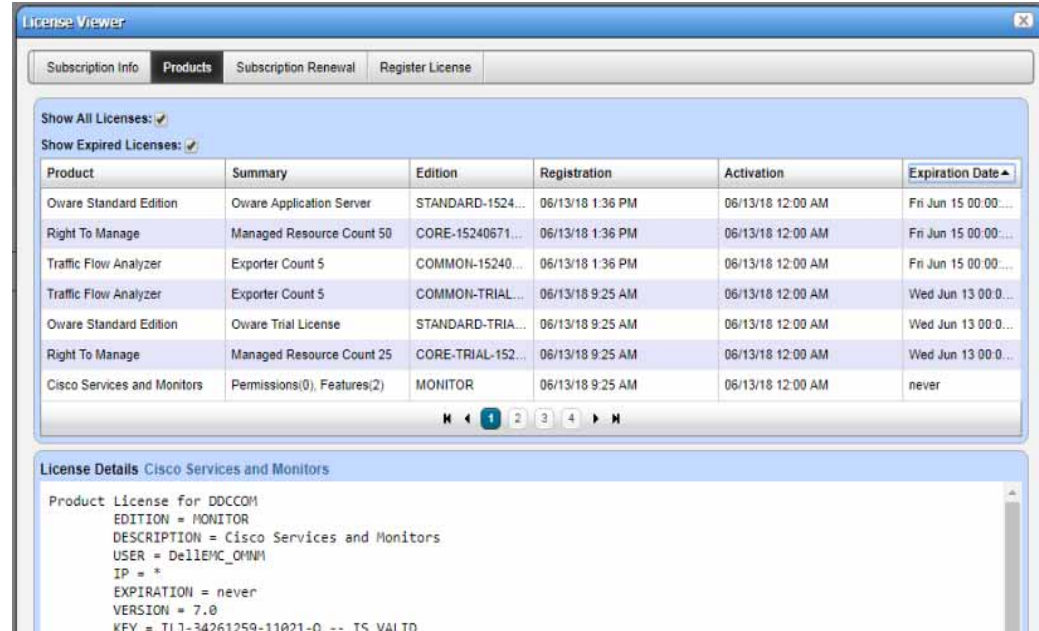 License Viewer
Subscription Info Products Subscription Renewal Register License
Show All Licenses:
Show Expired Licenses:
Product Summary Edition Registration Activation Expiration Date
Oware Standard Edition Oware Application Server STANDARD-1524... 06/13/18 1:36 PM 06/13/18 12:00 AM Fri Jun 15 00:00:...
Right To Manage Managed Resource Count 50 CORE-15240671... 06/13/18 1:36 PM 06/13/18 12:00 AM Fri Jun 15 00:00:...
Traffic Flow Analyzer Exporter Count 5 COMMON-15240... 06/13/18 1:36 PM 06/13/18 12:00 AM Fri Jun 15 00:00:...
Traffic Flow Analyzer Exporter Count 5 COMMON-TRIAL... 06/13/18 9:25 AM 06/13/18 12:00 AM Wed Jun 13 00:0...
Oware Standard Edition Oware Trial License STANDARD-TRIA... 06/13/18 9:25 AM 06/13/18 12:00 AM Wed Jun 13 00:0...
Right To Manage Managed Resource Count 25 CORE-TRIAL-152... 06/13/18 9:25 AM 06/13/18 12:00 AM Wed Jun 13 00:0...
Cisco Services and Monitors Permissions(0), Features(2) MONITOR 06/13/18 9:25 AM 06/13/18 12:00 AM never
1 2 3 4
License Details Cisco Services and Monitors
Product License for DDCCOM
EDITION = MONITOR
DESCRIPTION = Cisco Services and Monitors
USER = DellEMC_OMNM
IP = *
EXPIRATION = never
VERSION = 7.0
KEY = -- IS VALID